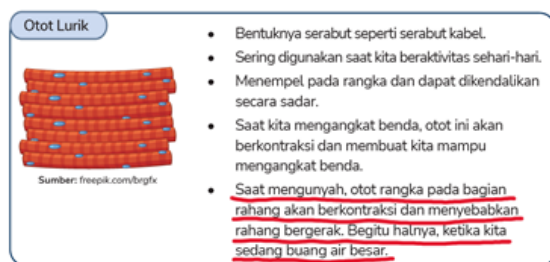 Otot Lurik
• Bentuknya serabut seperti serabut kabel.
• Sering digunakan saat kita beraktivitas sehari-hari.
• Menempel pada rangka dan dapat dikendalikan
secara sadar.
• Saat kita mengangkat benda, otot ini akan
berkontraksi dan membuat kita mampu
mengangkat benda.
• Saat mengunyah, otot rangka pada bagian
rahang akan berkontraksi dan menyebabkan
rahang bergerak. Begitu halnya, ketika kita
sedang buang air besar.
Sumber: freepik.com/brgfx